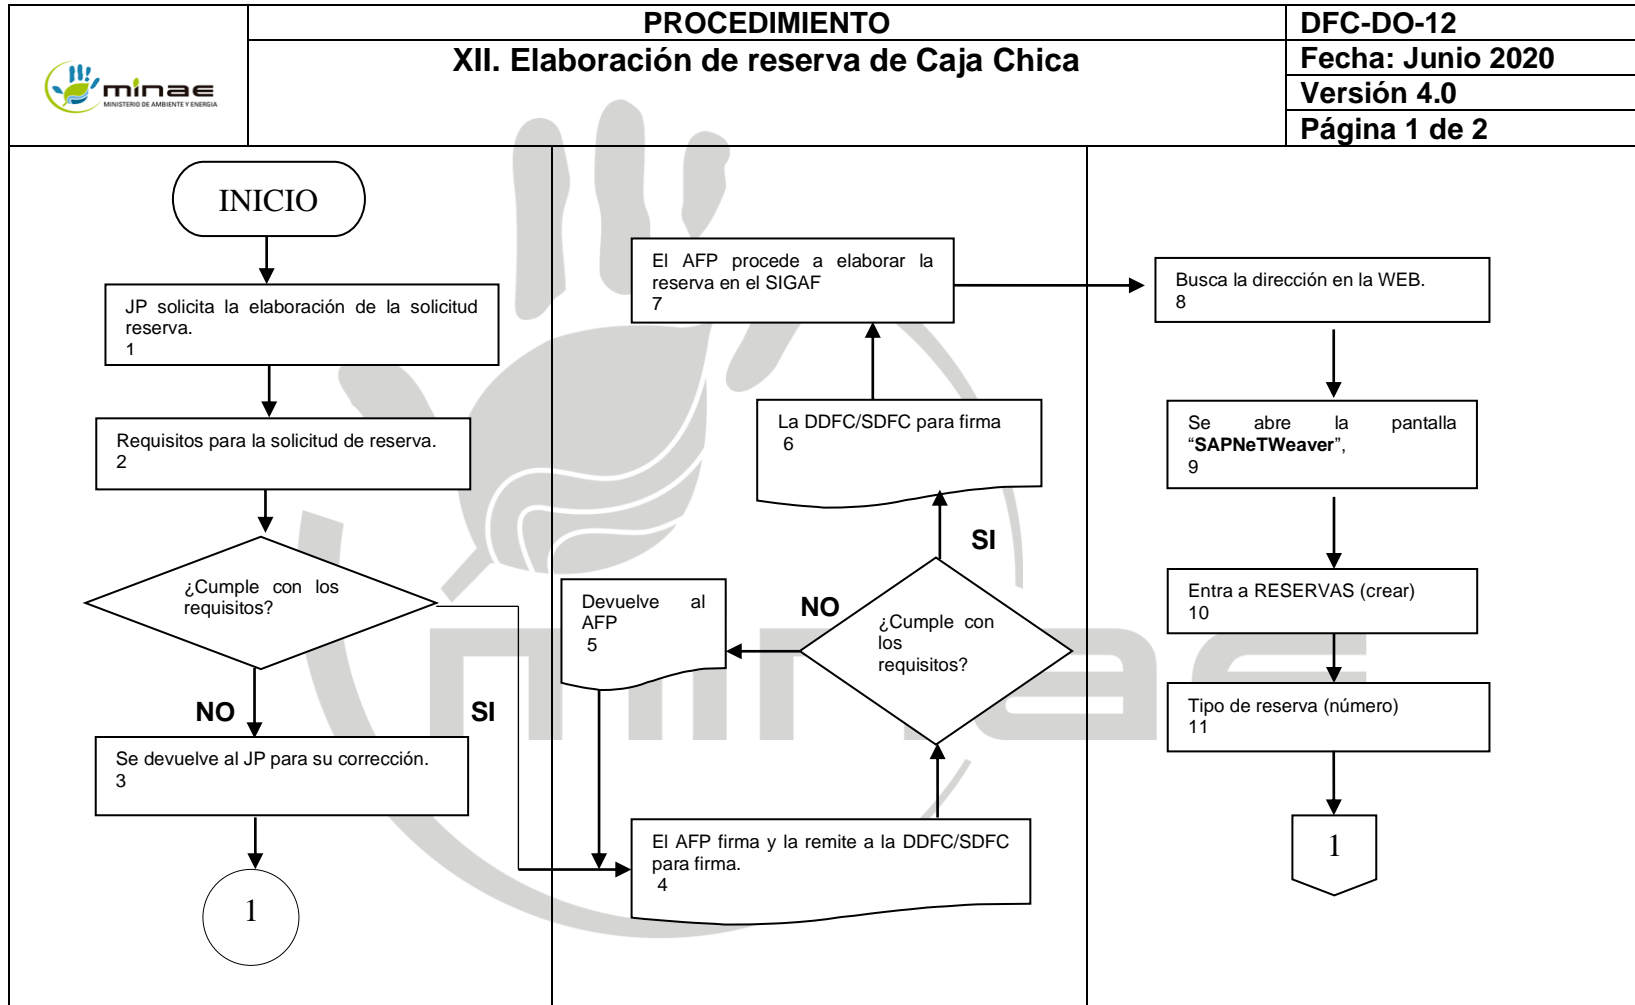 minae
MINISTERIO DE AMBIENTE Y ENERGIA
PROCEDIMIENTO
XII. Elaboración de reserva de Caja Chica
DFC-DO-12
Fecha: Junio 2020
Versión 4.0
Página 1 de 2
INICIO
JP solicita la elaboración de la solicitud
reserva.
1
Requisitos para la solicitud de reserva.
2
¿Cumple con los
requisitos?
NO
SI
Se devuelve al JP para su corrección.
3
1
El AFP procede a elaborar la
reserva en el SIGAF
7
La DDFC/SDFC para firma
6
SI
Devuelve al
AFP
5
NO
¿Cumple con
los
requisitos?
El AFP firma y la remite a la DDFC/SDFC
para firma.
4
Busca la dirección en la WEB.
8
Se abre la pantalla
“SAPNeTWeaver”,
9
Entra a RESERVAS (crear)
10
Tipo de reserva (número)
11
1
minae